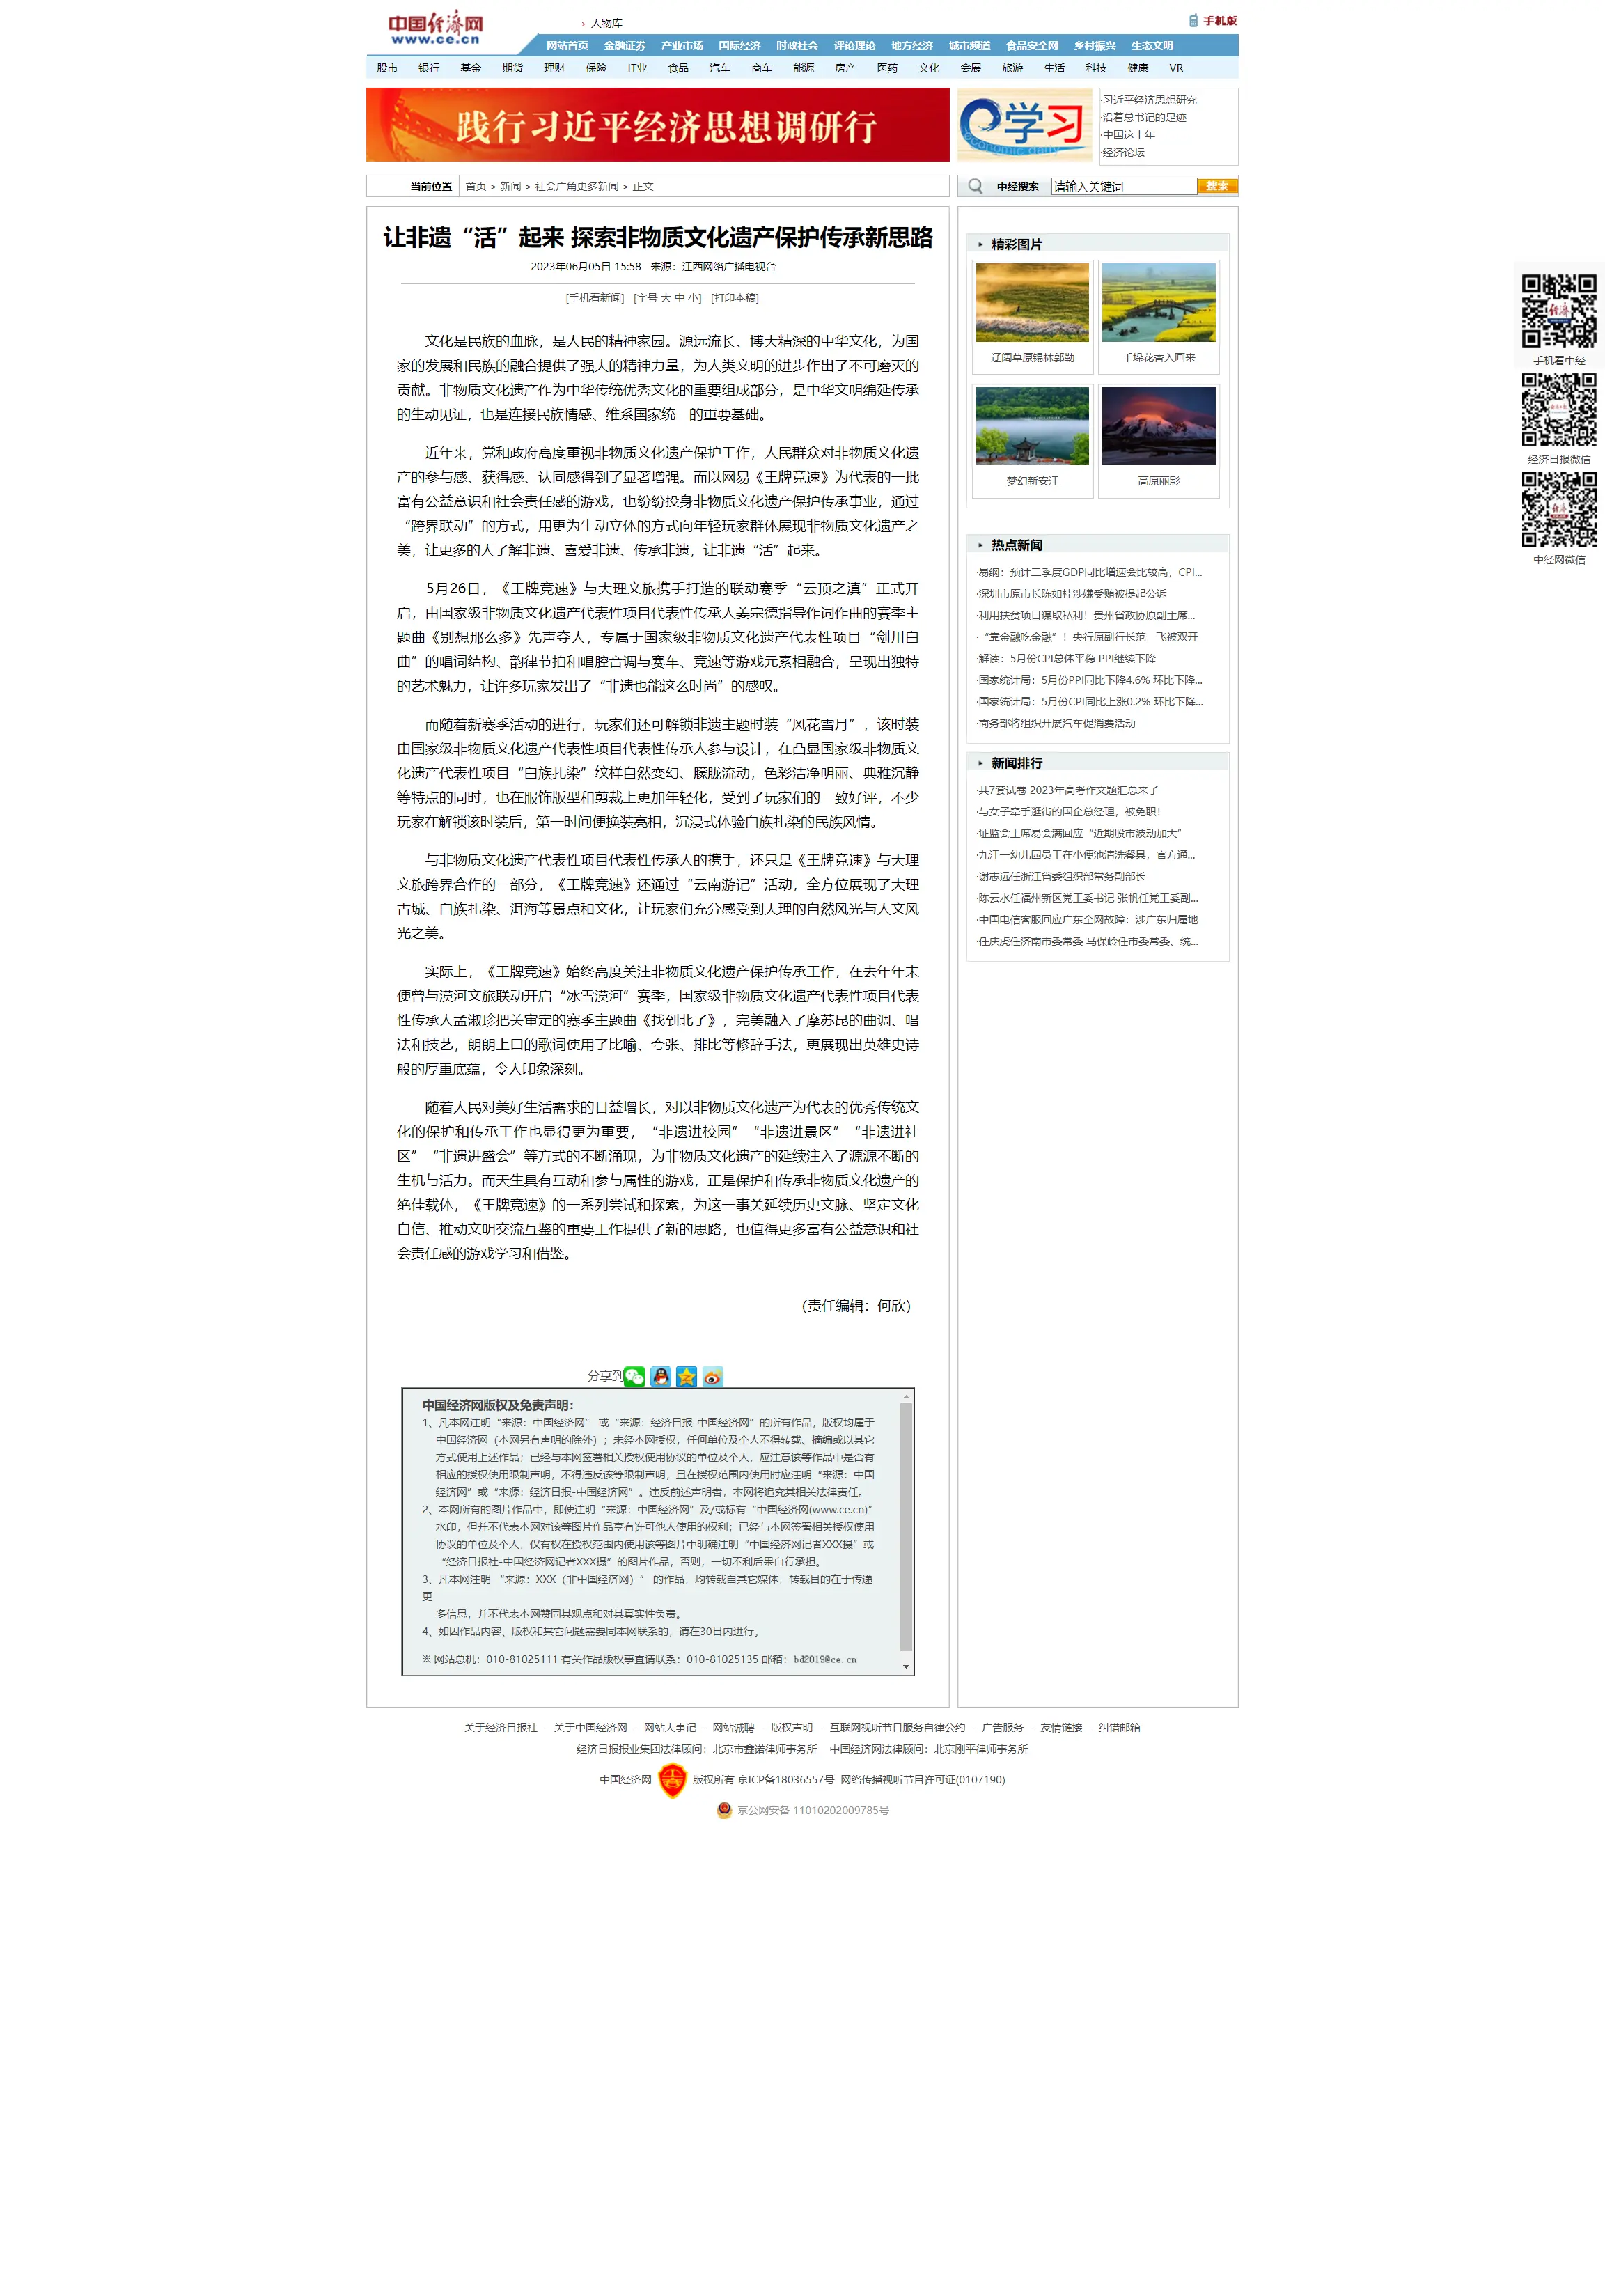 中国经济网
www.ce.cn
› 人物库
手机版
网站首页 金融证券 产业市场 国际经济 时政社会 评论理论 地方经济 城市频道 食品安全网 乡村振兴 生态文明
股市 银行 基金 期货 理财 保险 IT业 食品 汽车 商车 能源 房产 医药 文化 会展 旅游 生活 科技 健康 VR
践行习近平经济思想调研行
e学习
economic daily
·习近平经济思想研究
·沿着总书记的足迹
·中国这十年
·经济论坛
当前位置 首页 > 新闻 > 社会广角更多新闻 > 正文
中经搜索 请输入关键词 搜索
让非遗“活”起来 探索非物质文化遗产保护传承新思路
2023年06月05日 15:58 来源：江西网络广播电视台
[手机看新闻] [字号 大 中 小] [打印本稿]
文化是民族的血脉，是人民的精神家园。源远流长、博大精深的中华文化，为国
家的发展和民族的融合提供了强大的精神力量，为人类文明的进步作出了不可磨灭的
贡献。非物质文化遗产作为中华传统优秀文化的重要组成部分，是中华文明绵延传承
的生动见证，也是连接民族情感、维系国家统一的重要基础。
近年来，党和政府高度重视非物质文化遗产保护工作，人民群众对非物质文化遗
产的参与感、获得感、认同感得到了显著增强。而以网易《王牌竞速》为代表的一批
富有公益意识和社会责任感的游戏，也纷纷投身非物质文化遗产保护传承事业，通过
“跨界联动”的方式，用更为生动立体的方式向年轻玩家群体展现非物质文化遗产之
美，让更多的人了解非遗、喜爱非遗、传承非遗，让非遗“活”起来。
5月26日，《王牌竞速》与大理文旅携手打造的联动赛季“云顶之滇”正式开
启，由国家级非物质文化遗产代表性项目代表性传承人姜宗德指导作词作曲的赛季主
题曲《别想那么多》先声夺人，专属于国家级非物质文化遗产代表性项目“剑川白
曲”的唱词结构、韵律节拍和唱腔音调与赛车、竞速等游戏元素相融合，呈现出独特
的艺术魅力，让许多玩家发出了“非遗也能这么时尚”的感叹。
而随着新赛季活动的进行，玩家们还可解锁非遗主题时装“风花雪月”，该时装
由国家级非物质文化遗产代表性项目代表性传承人参与设计，在凸显国家级非物质文
化遗产代表性项目“白族扎染”纹样自然变幻、朦胧流动，色彩洁净明丽、典雅沉静
等特点的同时，也在服饰版型和剪裁上更加年轻化，受到了玩家们的一致好评，不少
玩家在解锁该时装后，第一时间便换装亮相，沉浸式体验白族扎染的民族风情。
与非物质文化遗产代表性项目代表性传承人的携手，还只是《王牌竞速》与大理
文旅跨界合作的一部分，《王牌竞速》还通过“云南游记”活动，全方位展现了大理
古城、白族扎染、洱海等景点和文化，让玩家们充分感受到大理的自然风光与人文风
光之美。
实际上，《王牌竞速》始终高度关注非物质文化遗产保护传承工作，在去年年末
便曾与漠河文旅联动开启“冰雪漠河”赛季，国家级非物质文化遗产代表性项目代表
性传承人孟淑珍把关审定的赛季主题曲《找到北了》，完美融入了摩苏昆的曲调、唱
法和技艺，朗朗上口的歌词使用了比喻、夸张、排比等修辞手法，更展现出英雄史诗
般的厚重底蕴，令人印象深刻。
随着人民对美好生活需求的日益增长，对以非物质文化遗产为代表的优秀传统文
化的保护和传承工作也显得更为重要，“非遗进校园”“非遗进景区”“非遗进社
区”“非遗进盛会”等方式的不断涌现，为非物质文化遗产的延续注入了源源不断的
生机与活力。而天生具有互动和参与属性的游戏，正是保护和传承非物质文化遗产的
绝佳载体，《王牌竞速》的一系列尝试和探索，为这一事关延续历史文脉、坚定文化
自信、推动文明交流互鉴的重要工作提供了新的思路，也值得更多富有公益意识和社
会责任感的游戏学习和借鉴。
(责任编辑：何欣)
分享到
中国经济网版权及免责声明：
1、凡本网注明“来源：中国经济网” 或“来源：经济日报-中国经济网”的所有作品，版权均属于
中国经济网（本网另有声明的除外）；未经本网授权，任何单位及个人不得转载、摘编或以其它
方式使用上述作品；已经与本网签署相关授权使用协议的单位及个人，应注意该等作品中是否有
相应的授权使用限制声明，不得违反该等限制声明，且在授权范围内使用时应注明“来源：中国
经济网”或“来源：经济日报-中国经济网”。违反前述声明者，本网将追究其相关法律责任。
2、本网所有的图片作品中，即使注明“来源：中国经济网”及/或标有“中国经济网(www.ce.cn)”
水印，但并不代表本网对该等图片作品享有许可他人使用的权利；已经与本网签署相关授权使用
协议的单位及个人，仅有权在授权范围内使用该等图片中明确注明“中国经济网记者XXX摄”或
“经济日报社-中国经济网记者XXX摄”的图片作品，否则，一切不利后果自行承担。
3、凡本网注明 “来源：XXX（非中国经济网）” 的作品，均转载自其它媒体，转载目的在于传递
更
多信息，并不代表本网赞同其观点和对其真实性负责。
4、如因作品内容、版权和其它问题需要同本网联系的，请在30日内进行。
※ 网站总机：010-81025111 有关作品版权事宜请联系：010-81025135 邮箱：bd2019@ce.cn
精彩图片
辽阔草原锡林郭勒 千垛花香入画来
梦幻新安江 高原丽影
热点新闻
·易纲：预计二季度GDP同比增速会比较高，CPI...
·深圳市原市长陈如桂涉嫌受贿被提起公诉
·利用扶贫项目谋取私利！贵州省政协原副主席...
·“靠金融吃金融”！央行原副行长范一飞被双开
·解读：5月份CPI总体平稳 PPI继续下降
·国家统计局：5月份PPI同比下降4.6% 环比下降...
·国家统计局：5月份CPI同比上涨0.2% 环比下降...
·商务部将组织开展汽车促消费活动
新闻排行
·共7套试卷 2023年高考作文题汇总来了
·与女子牵手逛街的国企总经理，被免职！
·证监会主席易会满回应“近期股市波动加大”
·九江一幼儿园员工在小便池清洗餐具，官方通...
·谢志远任浙江省委组织部常务副部长
·陈云水任福州新区党工委书记 张帆任党工委副...
·中国电信客服回应广东全网故障：涉广东归属地
·任庆虎任济南市委常委 马保岭任市委常委、统...
手机看中经
经济日报微信
中经网微信
关于经济日报社 - 关于中国经济网 - 网站大事记 - 网站诚聘 - 版权声明 - 互联网视听节目服务自律公约 - 广告服务 - 友情链接 - 纠错邮箱
经济日报报业集团法律顾问：北京市鑫诺律师事务所 中国经济网法律顾问：北京刚平律师事务所
中国经济网 版权所有 京ICP备18036557号 网络传播视听节目许可证(0107190)
京公网安备 11010202009785号